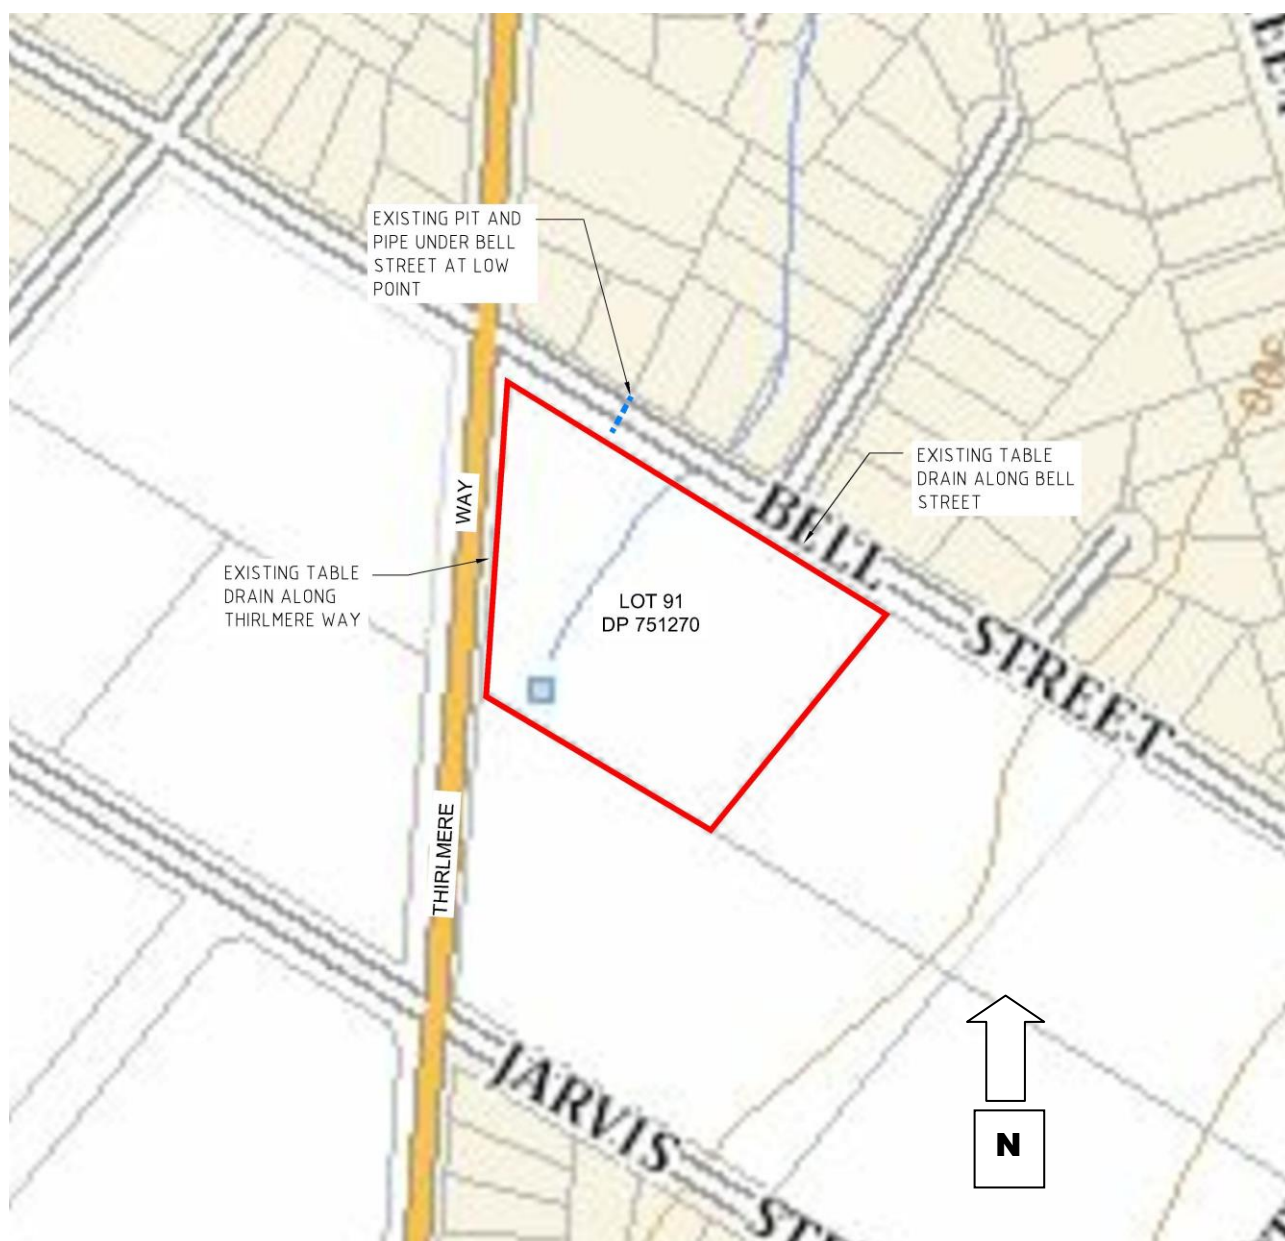 EXISTING PIT AND
PIPE UNDER BELL
STREET AT LOW
POINT
EXISTING TABLE
DRAIN ALONG BELL
STREET
BELL STREET
WAY
EXISTING TABLE
DRAIN ALONG
THIRLMERE WAY
LOT 91
DP 751270
THIRLMERE
JARVIS
N